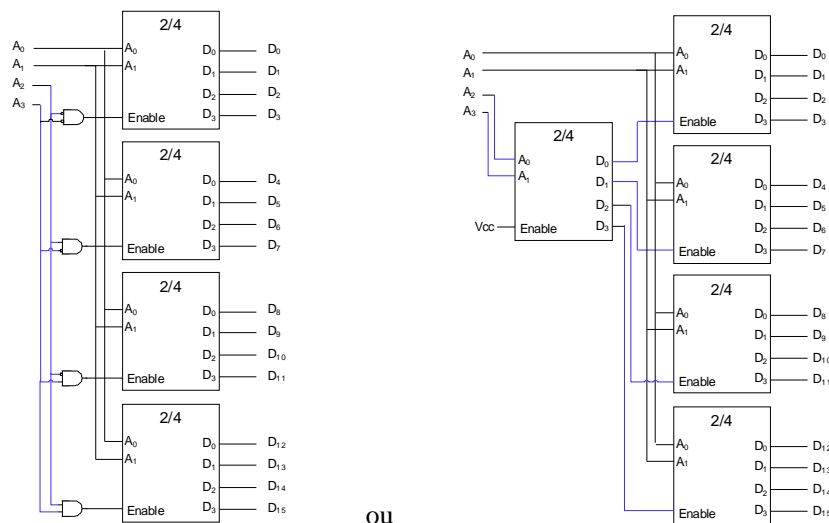 2/4
A₀ A₀ D₀ D₀
A₁ A₁ D₁ D₁
A₂ D₂ D₂
A₃ Enable D₃ D₃
2/4
A₀ D₀ D₄
A₁ D₁ D₅
D₂ D₆
Enable D₃ D₇
2/4
A₀ D₀ D₈
A₁ D₁ D₉
D₂ D₁₀
Enable D₃ D₁₁
2/4
A₀ D₀ D₁₂
A₁ D₁ D₁₃
D₂ D₁₄
Enable D₃ D₁₅
ou
2/4
A₀ A₀ D₀ D₀
A₁ A₁ D₁ D₁
A₂ D₂ D₂
A₃ Enable D₃ D₃
2/4
A₀ D₀
A₁ D₁
D₂
Vcc Enable D₃
2/4
A₀ D₀ D₄
A₁ D₁ D₅
D₂ D₆
Enable D₃ D₇
2/4
A₀ D₀ D₈
A₁ D₁ D₉
D₂ D₁₀
Enable D₃ D₁₁
2/4
A₀ D₀ D₁₂
A₁ D₁ D₁₃
D₂ D₁₄
Enable D₃ D₁₅